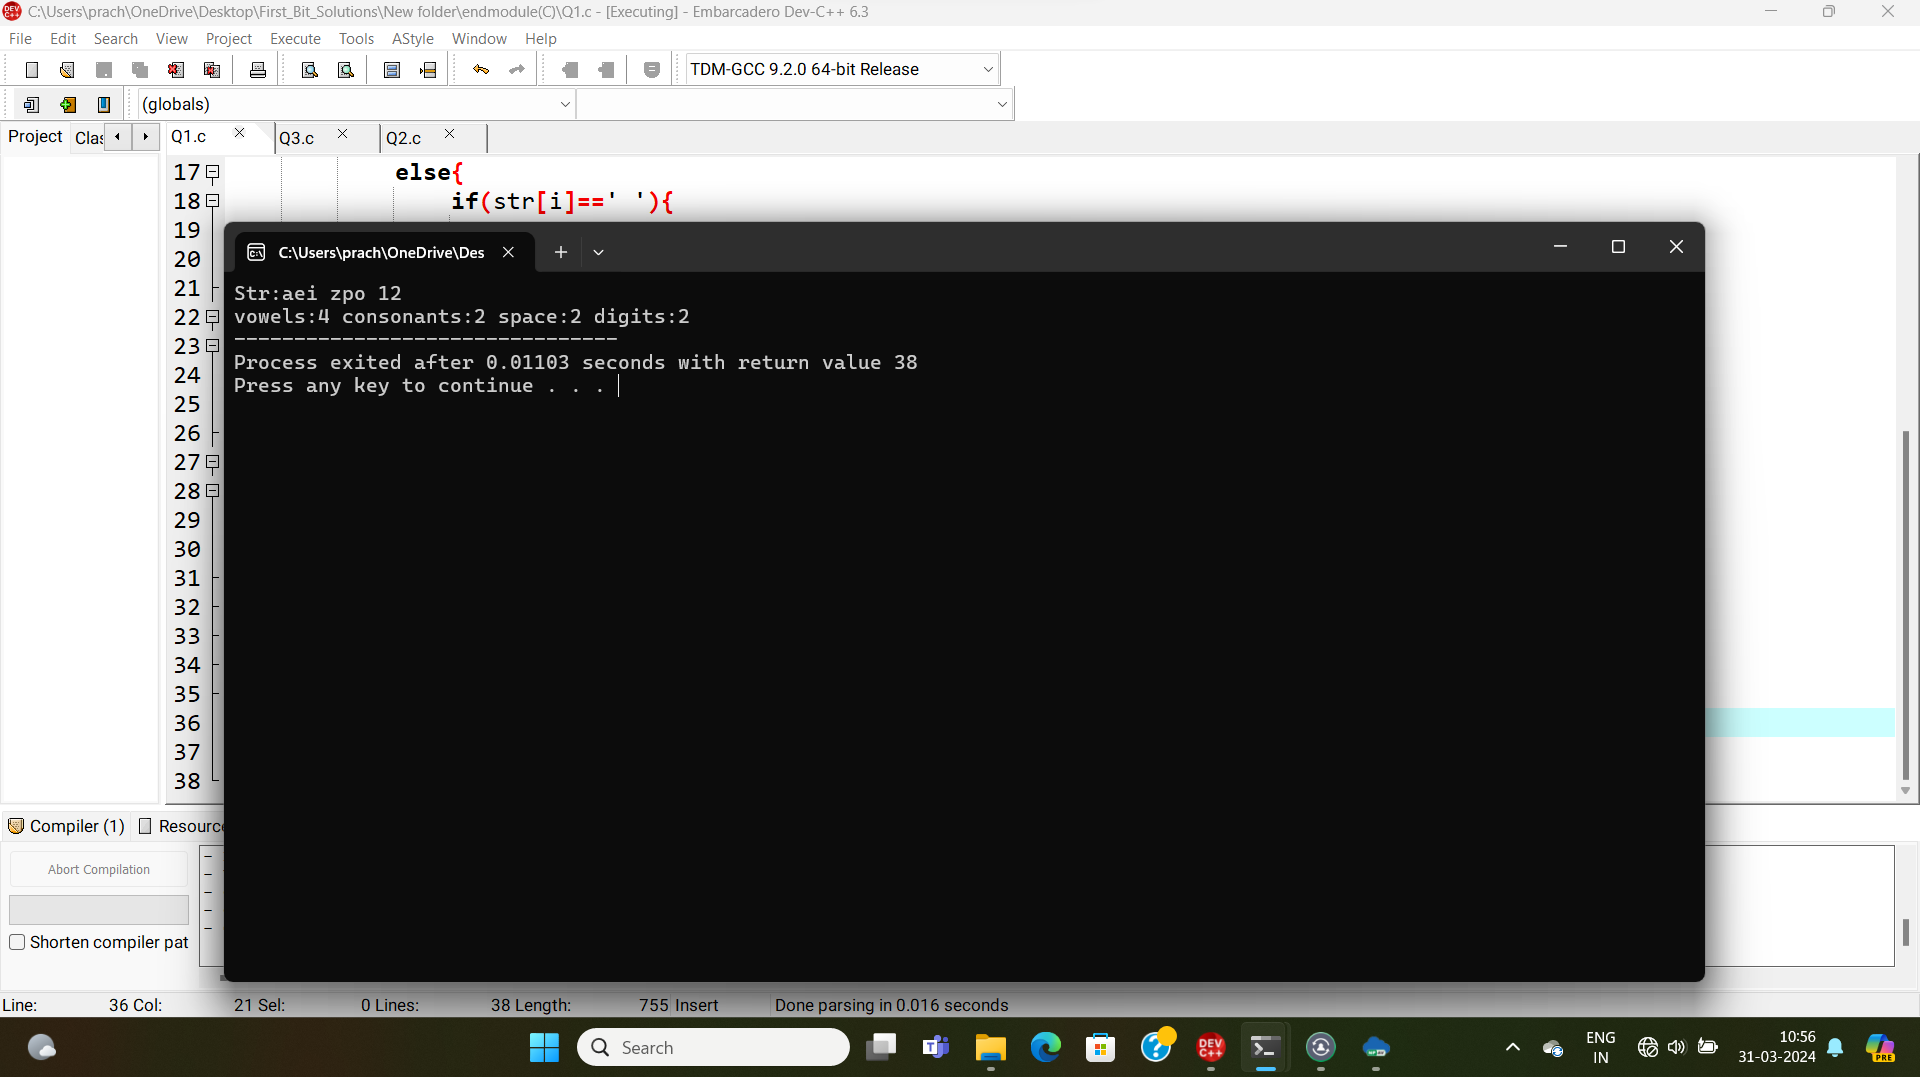 C:\Users\prach\OneDrive\Desktop\First_Bit_Solutions\New folder\endmodule(C)\Q1.c - [Executing] - Embarcadero Dev-C++ 6.3
File Edit Search View Project Execute Tools AStyle Window Help
TDM-GCC 9.2.0 64-bit Release
(globals)
Project Clas Q1.c Q3.c Q2.c
17 else{
18 if(str[i]==' '){
19
20
21
22
23
24
25
26
27
28
29
30
31
32
33
34
35
36
37
38
C:\Users\prach\OneDrive\Des
Str:aei zpo 12
vowels:4 consonants:2 space:2 digits:2
--------------------------------
Process exited after 0.01103 seconds with return value 38
Press any key to continue . . .
Compiler (1) Resource
Abort Compilation
Shorten compiler pat
Line: 36 Col: 21 Sel: 0 Lines: 38 Length: 755 Insert Done parsing in 0.016 seconds
Search
DEV C++
ENG
IN
10:56
31-03-2024
PRE